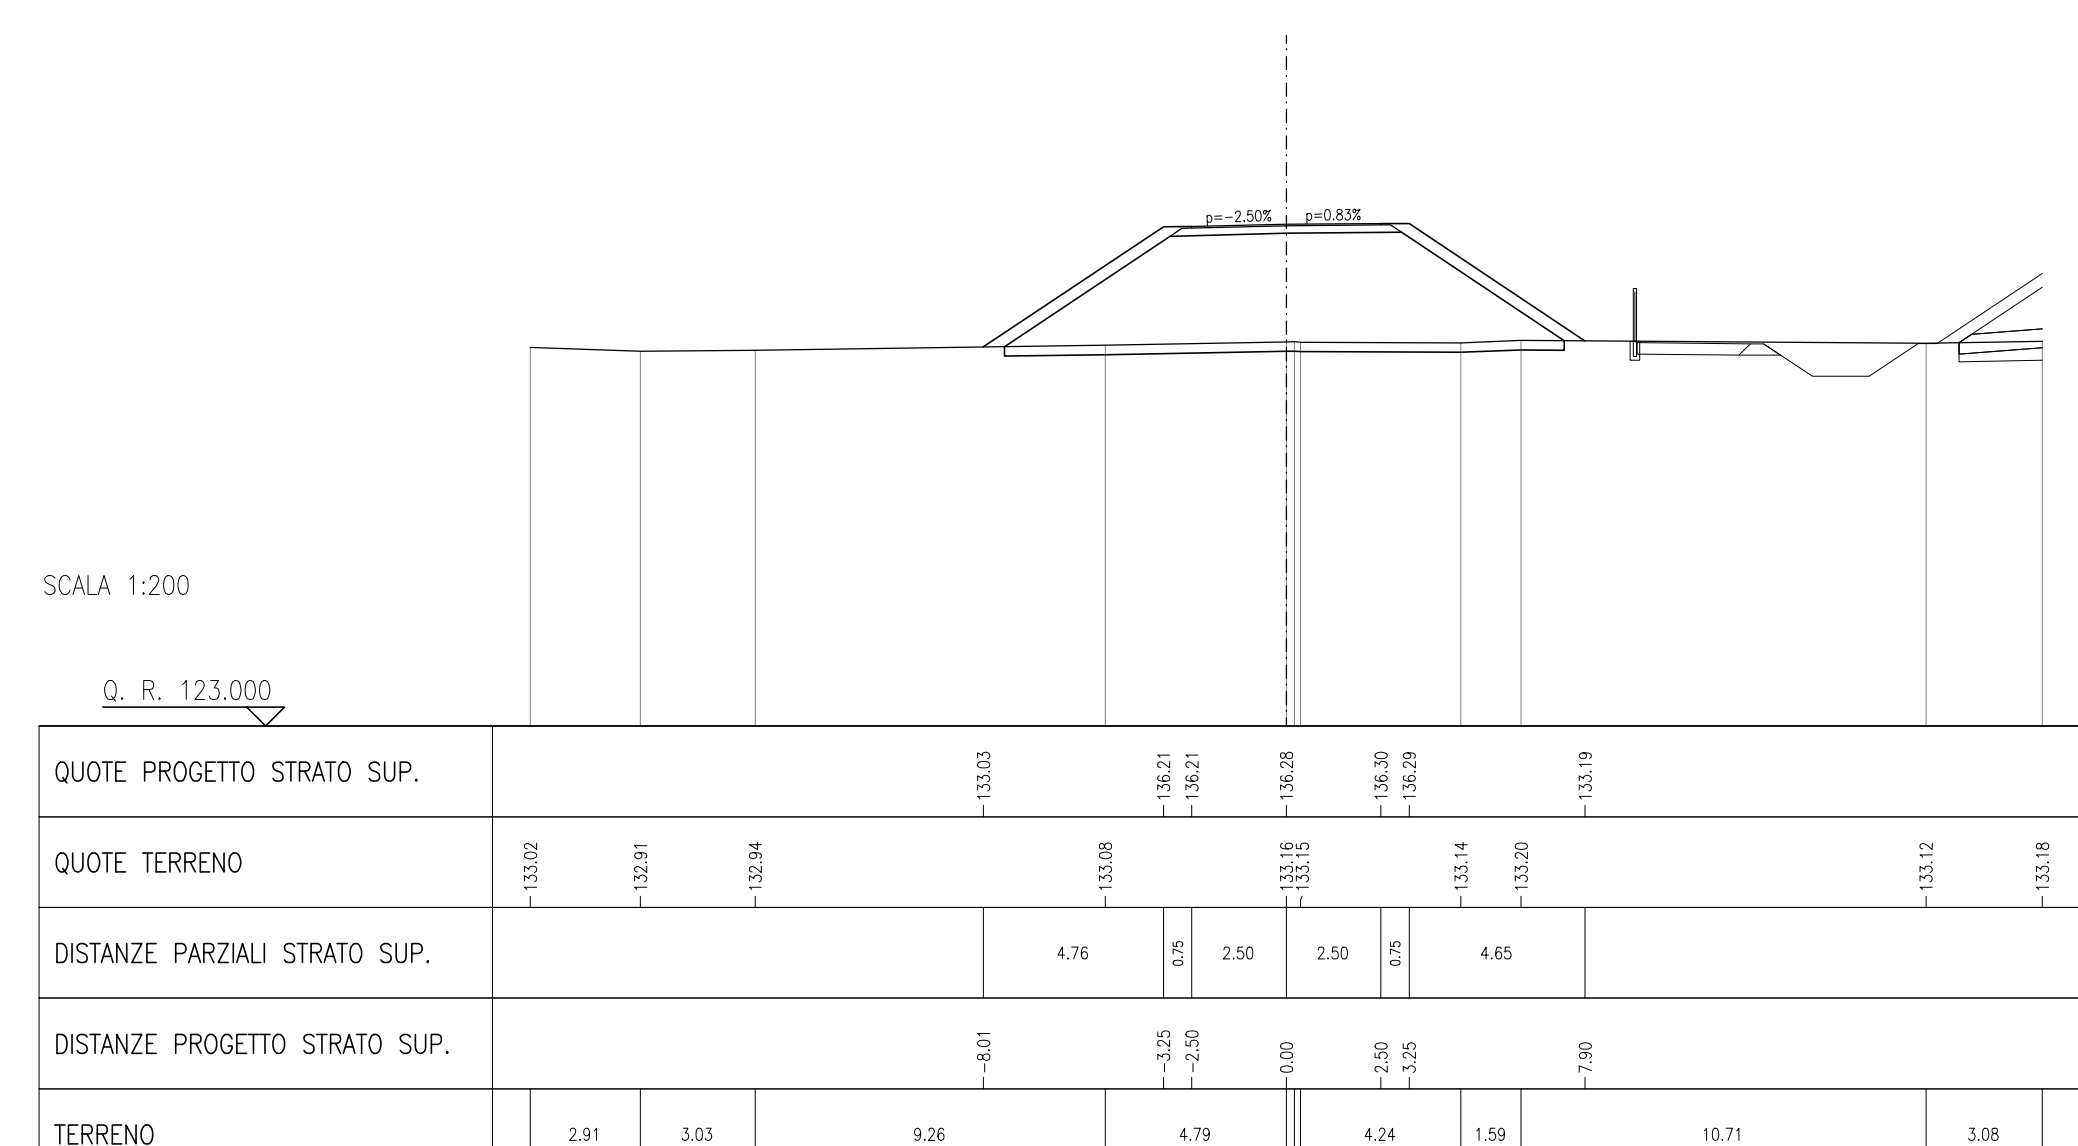 p=-2.50% p=0.83%
SCALA 1:200
Q. R. 123.000
QUOTE PROGETTO STRATO SUP. 133.03 136.21 136.21 136.28 136.30 136.29 133.19
QUOTE TERRENO 133.02 132.91 132.94 133.08 133.16 133.15 133.14 133.20 133.12 133.18
DISTANZE PARZIALI STRATO SUP. 4.76 0.75 2.50 2.50 0.75 4.65
DISTANZE PROGETTO STRATO SUP. -8.01 -3.25 -2.50 0.00 2.50 3.25 7.90
TERRENO 2.91 3.03 9.26 4.79 4.24 1.59 10.71 3.08